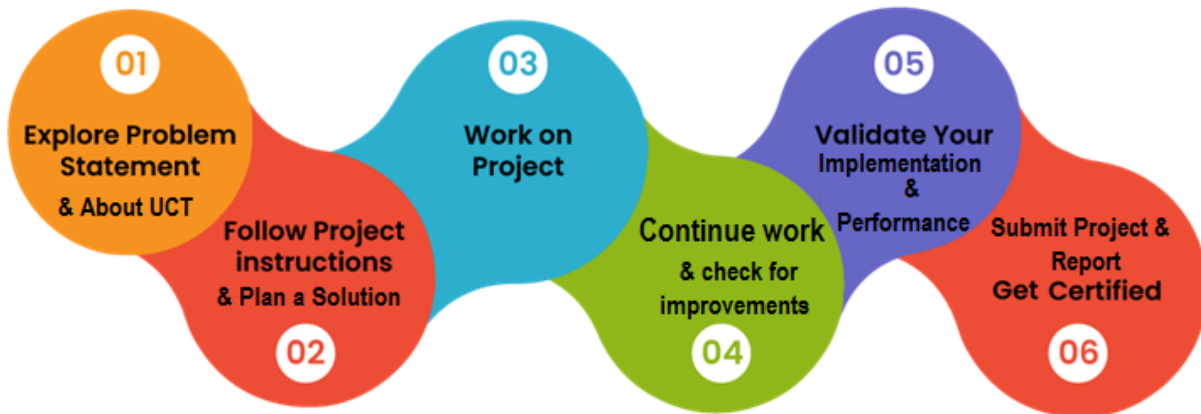 01
Explore Problem
Statement
& About UCT
Follow Project
instructions
& Plan a Solution
02
03
Work on
Project
Continue work
& check for
improvements
04
05
Validate Your
Implementation
&
Performance
Submit Project &
Report
Get Certified
06